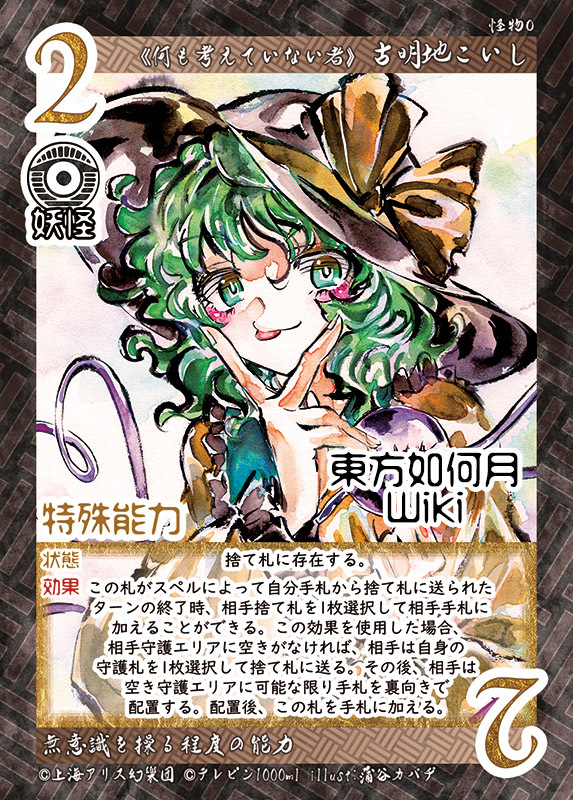 怪物0
2
《何も考えていない者》 古明地こいし
妖怪
東方如何月
Wiki
特殊能力
状態 捨て札に存在する。
効果 この札がスペルによって自分手札から捨て札に送られた
ターンの終了時、相手捨て札を1枚選択して相手手札に
加えることができる。この効果を使用した場合、
相手守護エリアに空きがなければ、相手は自身の
守護札を1枚選択して捨て札に送る。その後、相手は
空き守護エリアに可能な限り手札を裏向きで
配置する。配置後、この札を手札に加える。
2
無意識を操る程度の能力
©上海アリス幻樂団 ©テレピン1000ml illust:蒲谷カバヂ